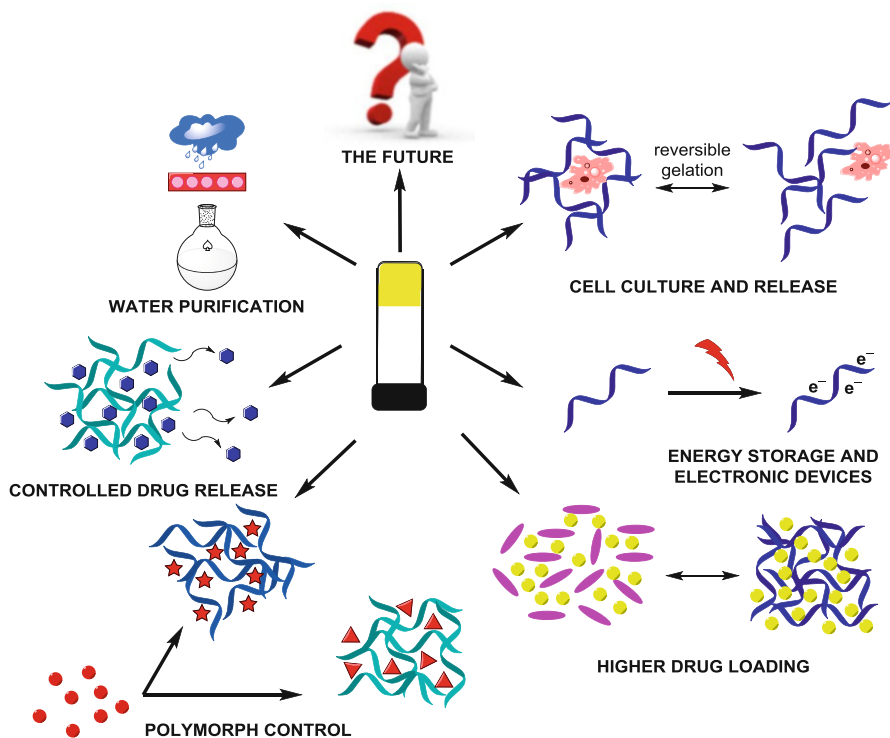 THE FUTURE
reversible
gelation
WATER PURIFICATION
CELL CULTURE AND RELEASE
e–
e–
e–
ENERGY STORAGE AND
ELECTRONIC DEVICES
CONTROLLED DRUG RELEASE
HIGHER DRUG LOADING
POLYMORPH CONTROL